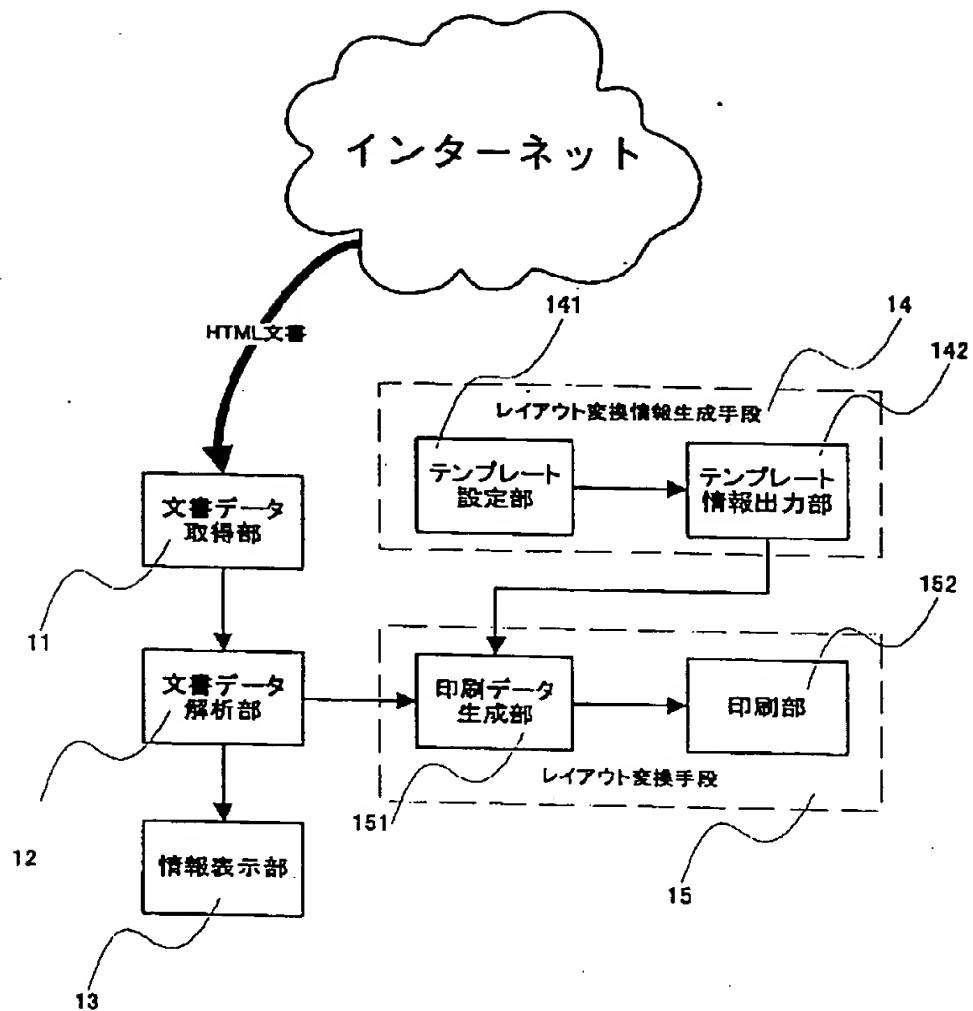 インターネット
HTML文書
141
14
142
レイアウト変換情報生成手段
テンプレート
設定部
テンプレート
情報出力部
文書データ
取得部
11
152
文書データ
解析部
印刷データ
生成部
印刷部
レイアウト変換手段
151
12
情報表示部
15
13